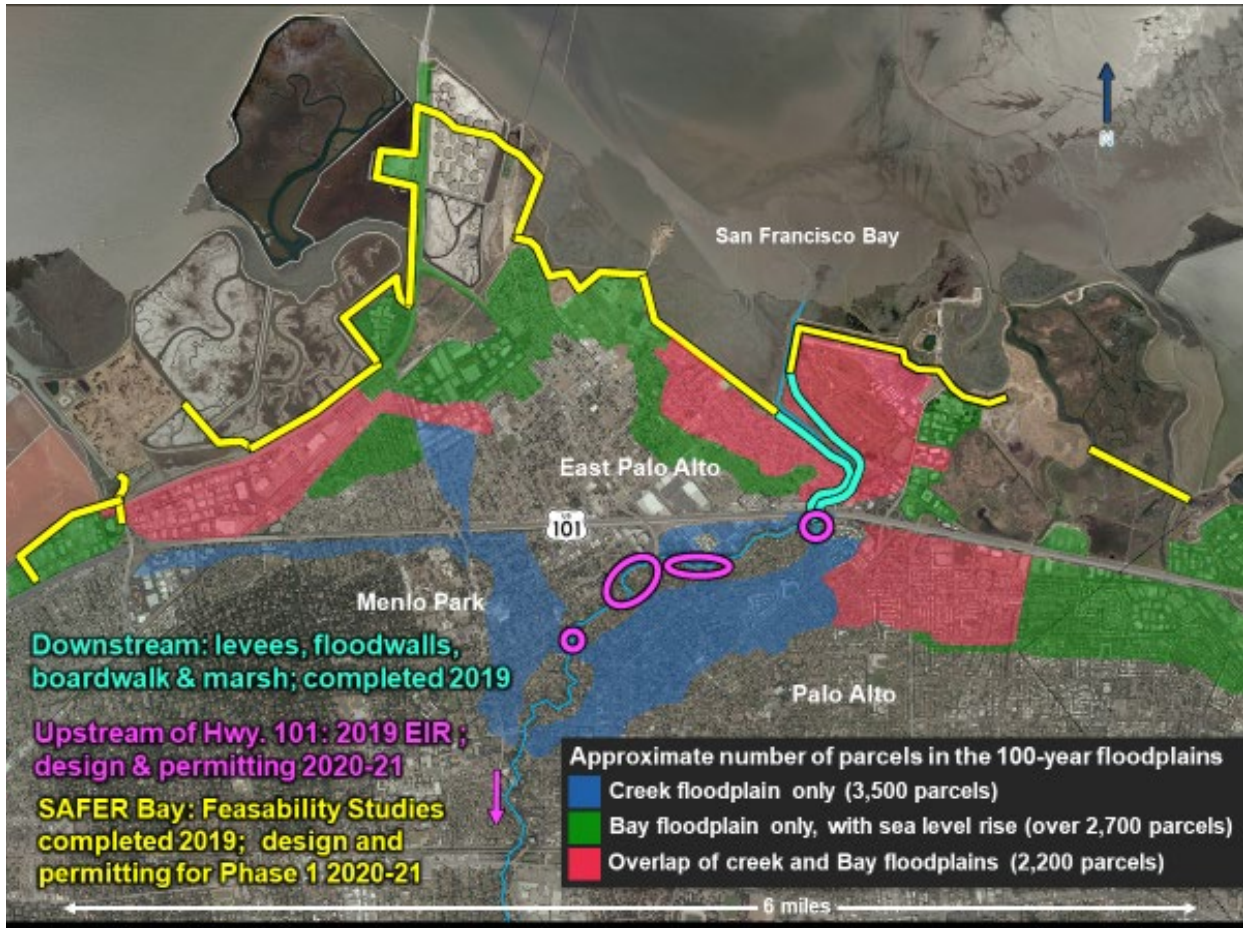 N
San Francisco Bay
East Palo Alto
US
101
Menlo Park
Palo Alto
Downstream: levees, floodwalls,
boardwalk & marsh; completed 2019
Upstream of Hwy. 101: 2019 EIR ;
design & permitting 2020-21
SAFER Bay: Feasability Studies
completed 2019; design and
permitting for Phase 1 2020-21
Approximate number of parcels in the 100-year floodplains
Creek floodplain only (3,500 parcels)
Bay floodplain only, with sea level rise (over 2,700 parcels)
Overlap of creek and Bay floodplains (2,200 parcels)
6 miles